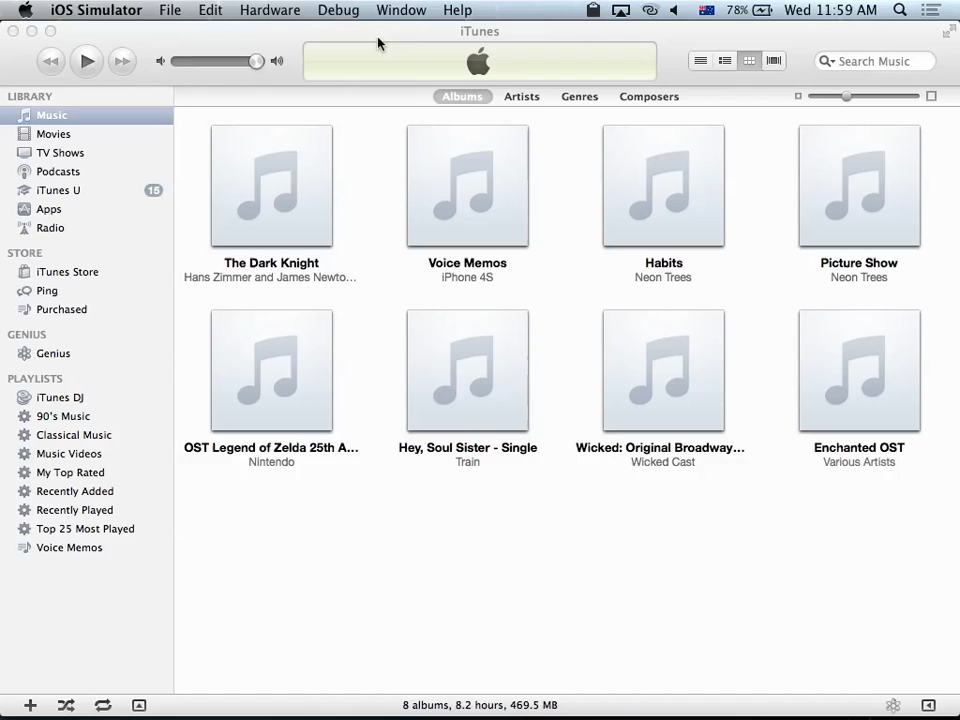 iOS Simulator File Edit Hardware Debug Window Help 78% Wed 11:59 AM
iTunes
Search Music
LIBRARY
Music
Movies
TV Shows
Podcasts
iTunes U 15
Apps
Radio
STORE
iTunes Store
Ping
Purchased
GENIUS
Genius
PLAYLISTS
iTunes DJ
90's Music
Classical Music
Music Videos
My Top Rated
Recently Added
Recently Played
Top 25 Most Played
Voice Memos
Albums Artists Genres Composers
The Dark Knight
Hans Zimmer and James Newto...
Voice Memos
iPhone 4S
Habits
Neon Trees
Picture Show
Neon Trees
OST Legend of Zelda 25th A...
Nintendo
Hey, Soul Sister - Single
Train
Wicked: Original Broadway...
Wicked Cast
Enchanted OST
Various Artists
8 albums, 8.2 hours, 469.5 MB